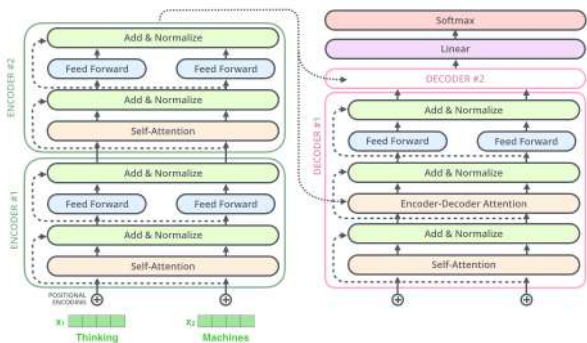 ENCODER #2
Add & Normalize
Feed Forward Feed Forward
Add & Normalize
Self-Attention
ENCODER #1
Add & Normalize
Feed Forward Feed Forward
Add & Normalize
Self-Attention
POSITIONAL
ENCODING
X₁ X₂
Thinking Machines
Softmax
Linear
DECODER #2
DECODER #1
Add & Normalize
Feed Forward Feed Forward
Add & Normalize
Encoder-Decoder Attention
Add & Normalize
Self-Attention